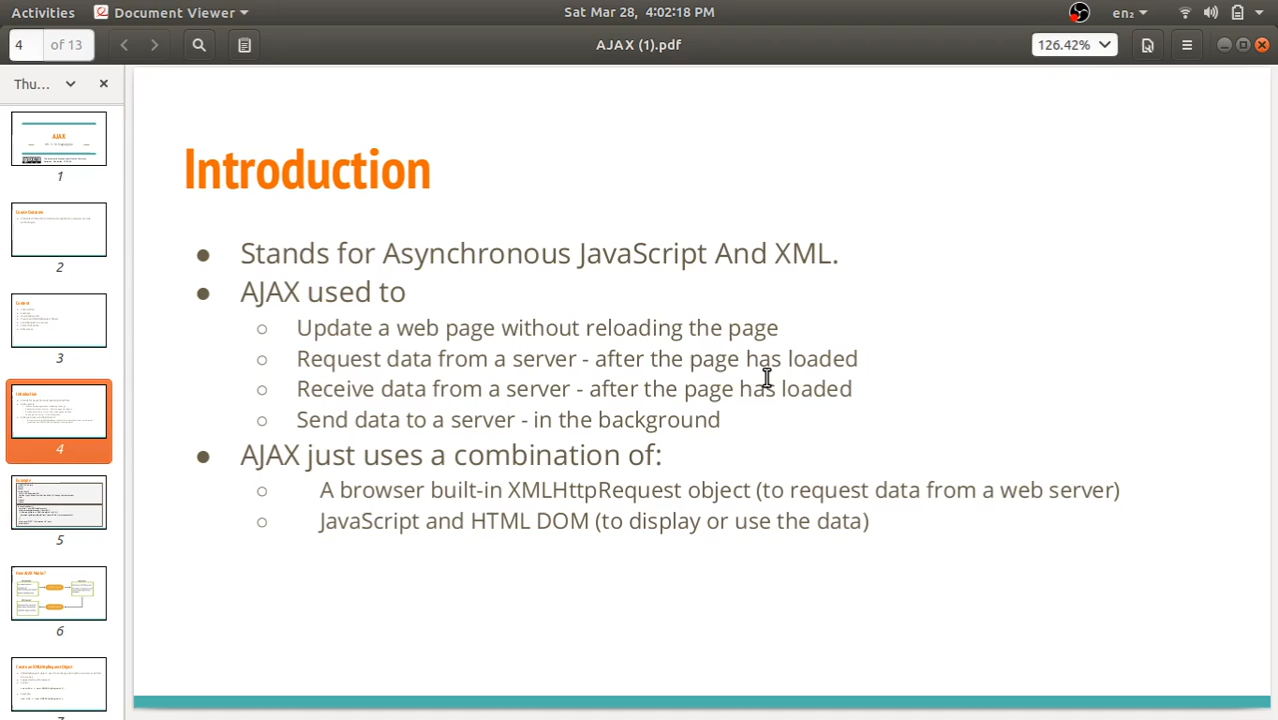 Activities Document Viewer Sat Mar 28, 4:02:18 PM en₂
4 of 13 AJAX (1).pdf 126.42%
Thu...
AJAX
1
2
3
4
5
6
Introduction
● Stands for Asynchronous JavaScript And XML.
● AJAX used to
○ Update a web page without reloading the page
○ Request data from a server - after the page has loaded
○ Receive data from a server - after the page has loaded
○ Send data to a server - in the background
● AJAX just uses a combination of:
○ A browser built-in XMLHttpRequest object (to request data from a web server)
○ JavaScript and HTML DOM (to display or use the data)